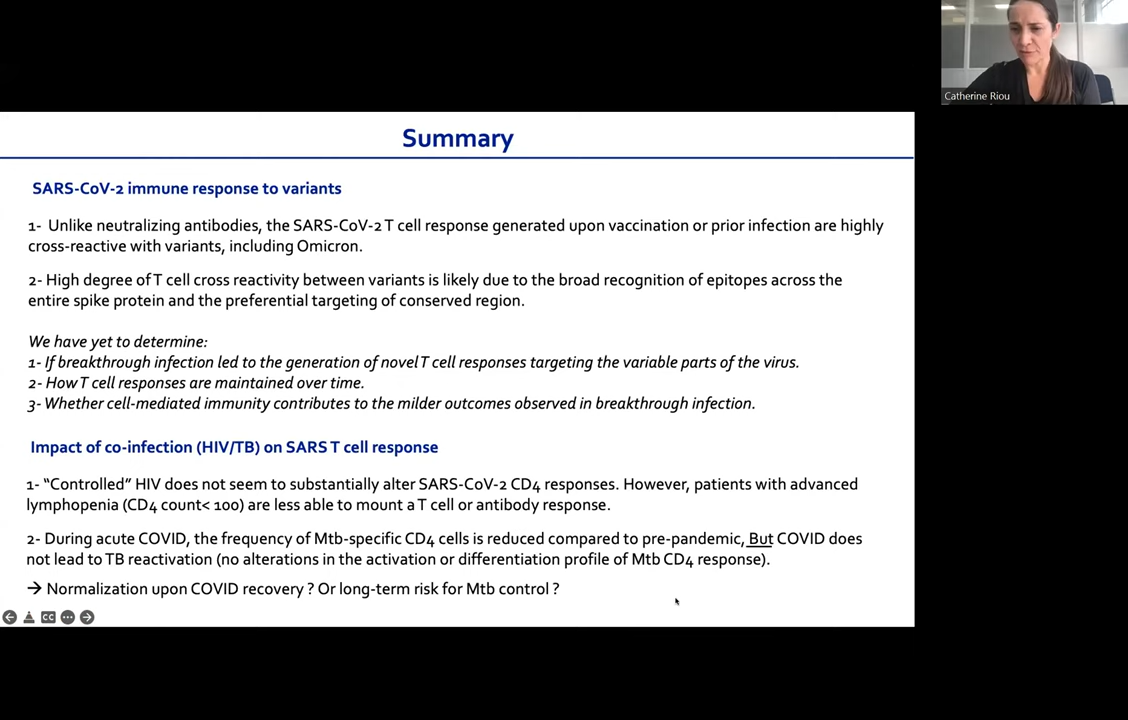 Catherine Riou
Summary
SARS-CoV-2 immune response to variants
1- Unlike neutralizing antibodies, the SARS-CoV-2 T cell response generated upon vaccination or prior infection are highly
cross-reactive with variants, including Omicron.
2- High degree of T cell cross reactivity between variants is likely due to the broad recognition of epitopes across the
entire spike protein and the preferential targeting of conserved region.
We have yet to determine:
1- If breakthrough infection led to the generation of novel T cell responses targeting the variable parts of the virus.
2- How T cell responses are maintained over time.
3- Whether cell-mediated immunity contributes to the milder outcomes observed in breakthrough infection.
Impact of co-infection (HIV/TB) on SARS T cell response
1- “Controlled” HIV does not seem to substantially alter SARS-CoV-2 CD4 responses. However, patients with advanced
lymphopenia (CD4 count< 100) are less able to mount a T cell or antibody response.
2- During acute COVID, the frequency of Mtb-specific CD4 cells is reduced compared to pre-pandemic, But COVID does
not lead to TB reactivation (no alterations in the activation or differentiation profile of Mtb CD4 response).
→ Normalization upon COVID recovery ? Or long-term risk for Mtb control ?
CC